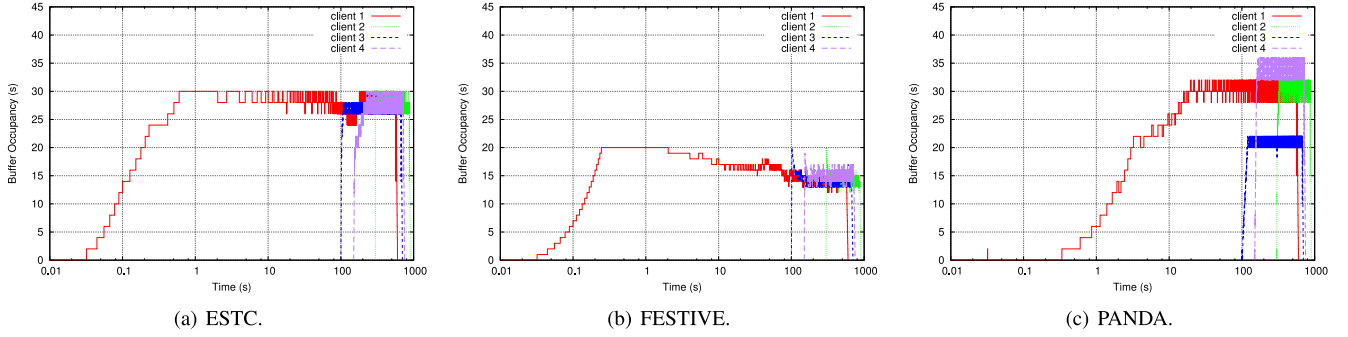 45
40
35
30
25
20
15
10
5
0
Buffer Occupancy (s)
0.01 0.1 1 10 100 1000
Time (s)
client 1
client 2
client 3
client 4
(a) ESTC.
45
40
35
30
25
20
15
10
5
0
Buffer Occupancy (s)
0.01 0.1 1 10 100 1000
Time (s)
client 1
client 2
client 3
client 4
(b) FESTIVE.
45
40
35
30
25
20
15
10
5
0
Buffer Occupancy (s)
0.01 0.1 1 10 100 1000
Time (s)
client 1
client 2
client 3
client 4
(c) PANDA.